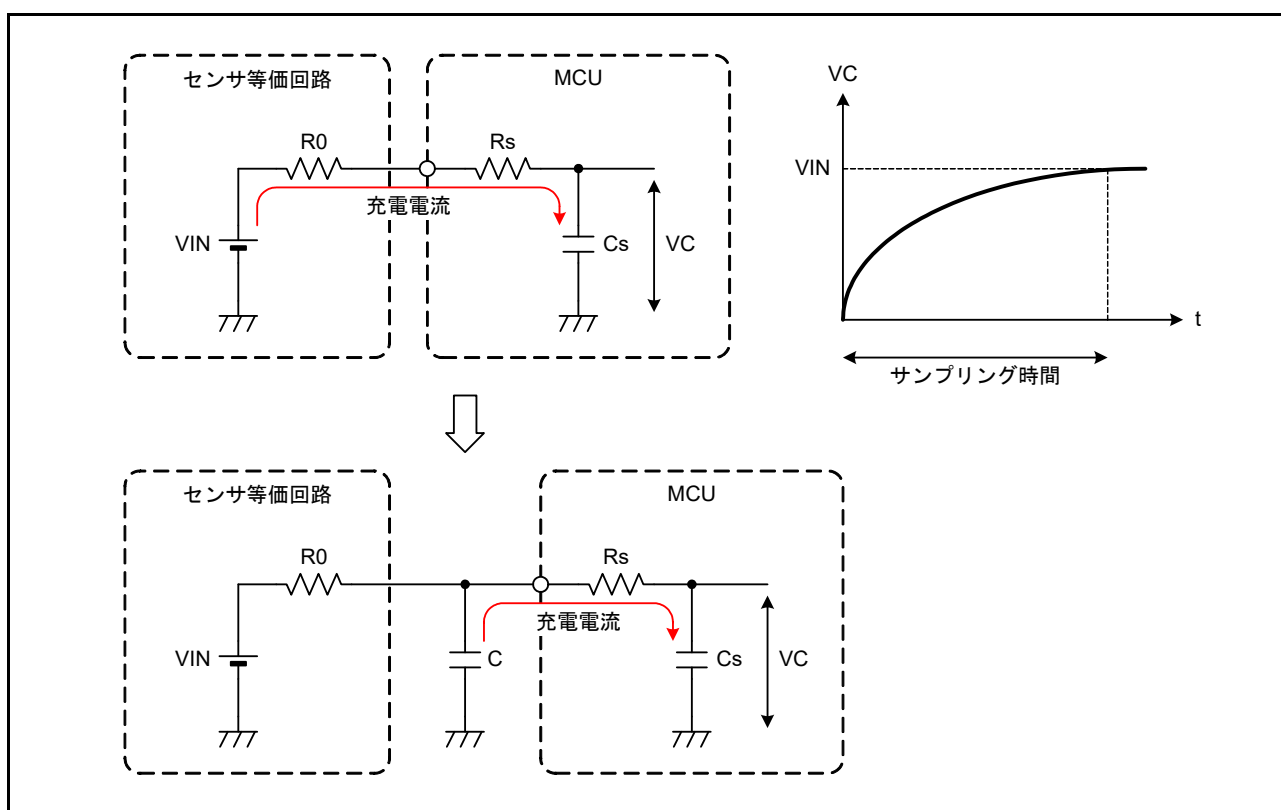 センサ等価回路
MCU
R0
Rs
充電電流
VIN
Cs
VC
VC
VIN
t
サンプリング時間
センサ等価回路
MCU
R0
Rs
充電電流
VIN
C
Cs
VC